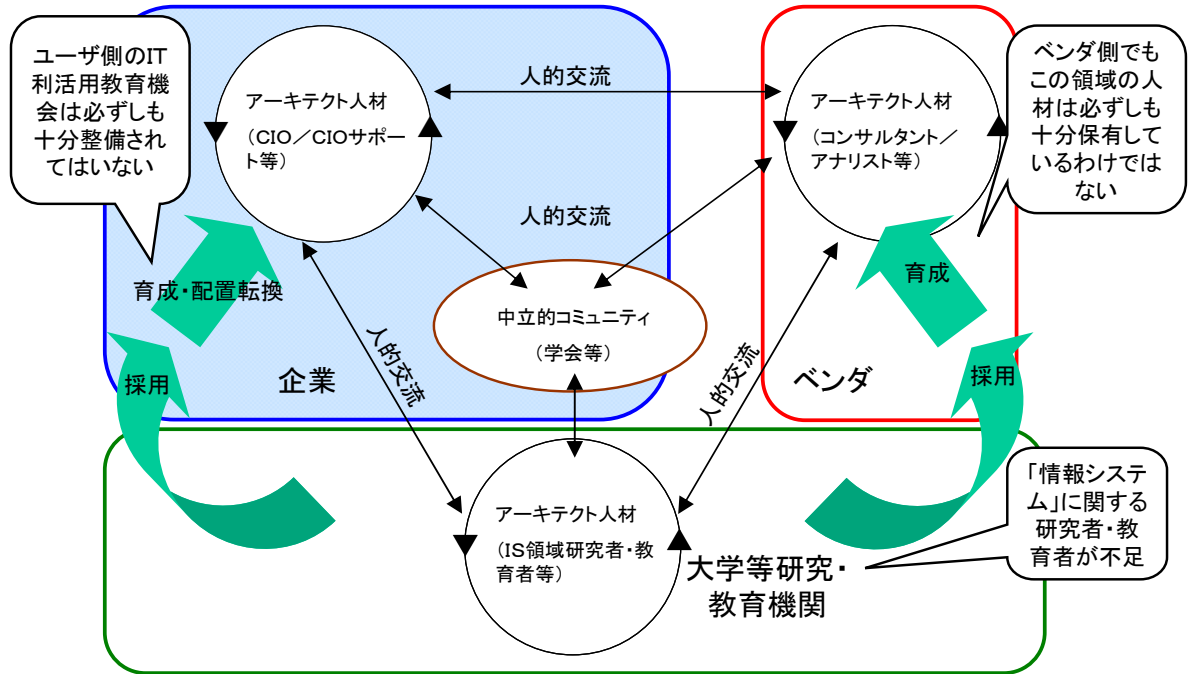 ユーザ側のIT
利活用教育機
会は必ずしも
十分整備され
てはいない
アーキテクト人材
（CIO／CIOサポー
ト等）
人的交流
アーキテクト人材
（コンサルタント／
アナリスト等）
ベンダ側でも
この領域の人
材は必ずしも
十分保有して
いるわけでは
ない
人的交流
育成・配置転換
育成
中立的コミュニティ
（学会等）
人的交流
人的交流
採用
企業
ベンダ
採用
アーキテクト人材
（IS領域研究者・教
育者等）
大学等研究・
教育機関
「情報システ
ム」に関する
研究者・教
育者が不足